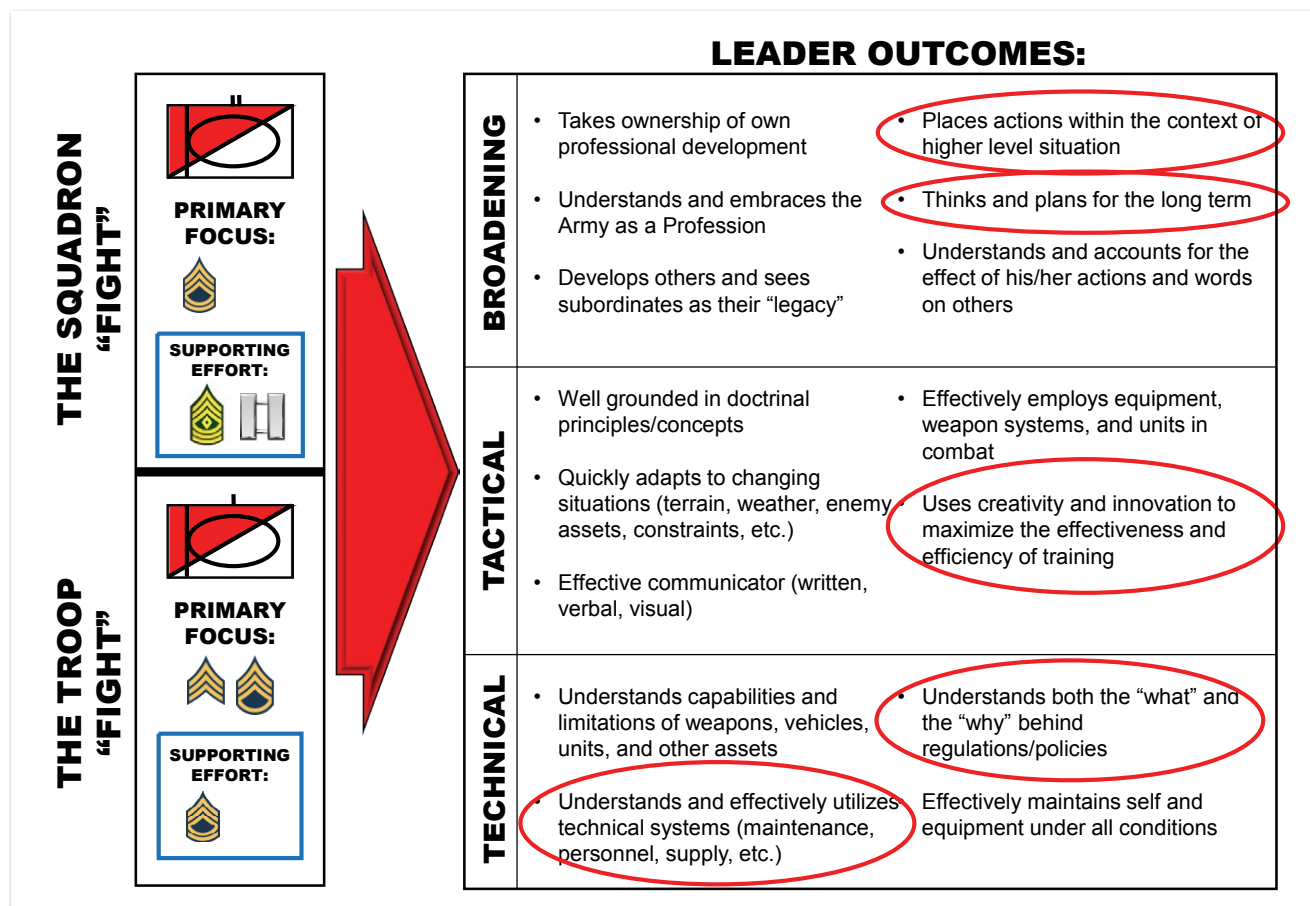 LEADER OUTCOMES:
THE SQUADRON
“FIGHT”
PRIMARY
FOCUS:
SUPPORTING
EFFORT:
THE TROOP
“FIGHT”
PRIMARY
FOCUS:
SUPPORTING
EFFORT:
BROADENING
• Takes ownership of own
professional development
• Understands and embraces the
Army as a Profession
• Develops others and sees
subordinates as their “legacy”
• Places actions within the context of
higher level situation
• Thinks and plans for the long term
• Understands and accounts for the
effect of his/her actions and words
on others
TACTICAL
• Well grounded in doctrinal
principles/concepts
• Quickly adapts to changing
situations (terrain, weather, enemy
assets, constraints, etc.)
• Effective communicator (written,
verbal, visual)
• Effectively employs equipment,
weapon systems, and units in
combat
• Uses creativity and innovation to
maximize the effectiveness and
efficiency of training
TECHNICAL
• Understands capabilities and
limitations of weapons, vehicles,
units, and other assets
• Understands and effectively utilizes
technical systems (maintenance,
personnel, supply, etc.)
• Understands both the “what” and
the “why” behind
regulations/policies
• Effectively maintains self and
equipment under all conditions